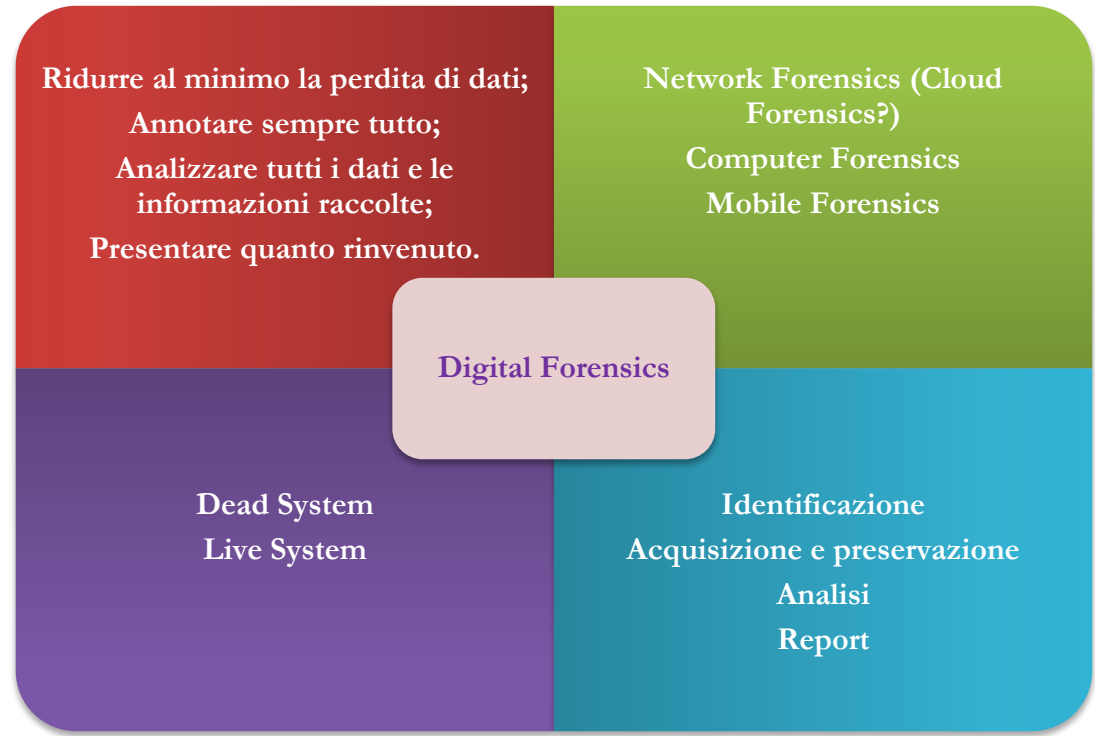 Ridurre al minimo la perdita di dati;
Annotare sempre tutto;
Analizzare tutti i dati e le
informazioni raccolte;
Presentare quanto rinvenuto.
Network Forensics (Cloud
Forensics?)
Computer Forensics
Mobile Forensics
Digital Forensics
Dead System
Live System
Identificazione
Acquisizione e preservazione
Analisi
Report